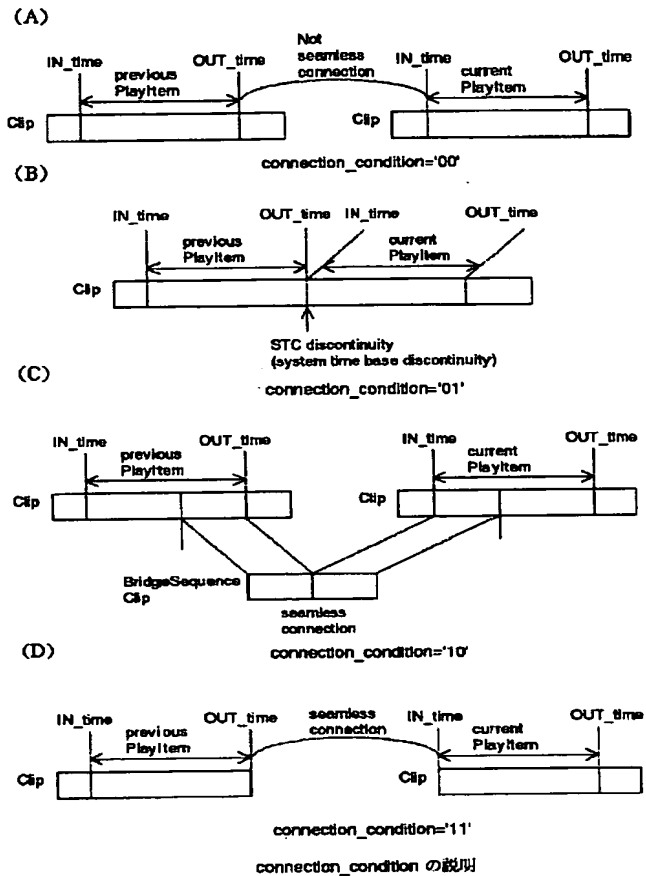 (A)
Not
seamless
connection
IN_time
OUT_time
IN_time
OUT_time
previous
PlayItem
current
PlayItem
Clip
Clip
connection_condition='00'
(B)
IN_time
OUT_time
IN_time
OUT_time
previous
PlayItem
current
PlayItem
Clip
STC discontinuity
(system time base discontinuity)
(C)
connection_condition='01'
IN_time
OUT_time
IN_time
OUT_time
previous
PlayItem
current
PlayItem
Clip
Clip
BridgeSequence
Clip
seamless
connection
(D)
connection_condition='10'
IN_time
OUT_time
seamless
connection
IN_time
OUT_time
previous
PlayItem
current
PlayItem
Clip
Clip
connection_condition='11'
connection_condition の説明